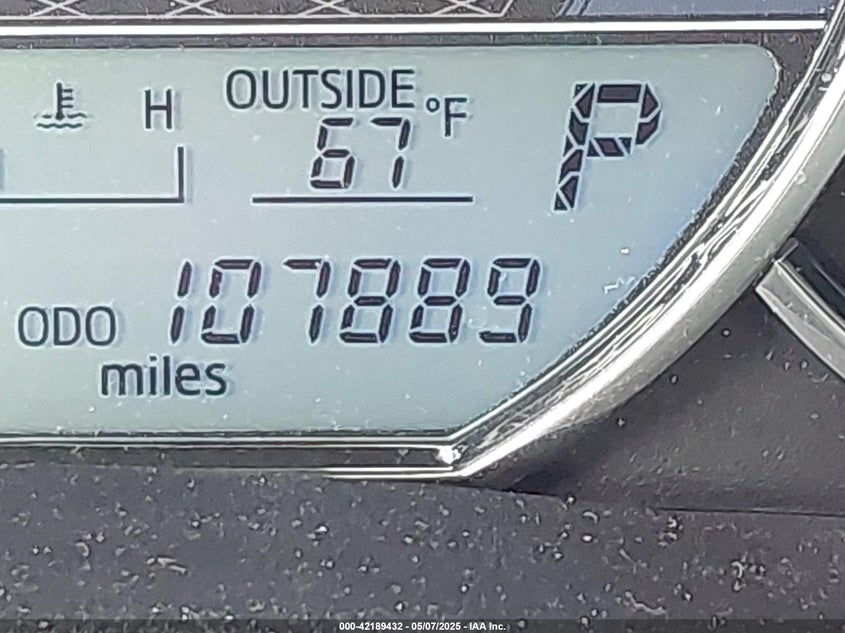 H
OUTSIDE
67 °F
P
ODO 107889
miles
000-42189432 - 05/07/2025 - IAA Inc.